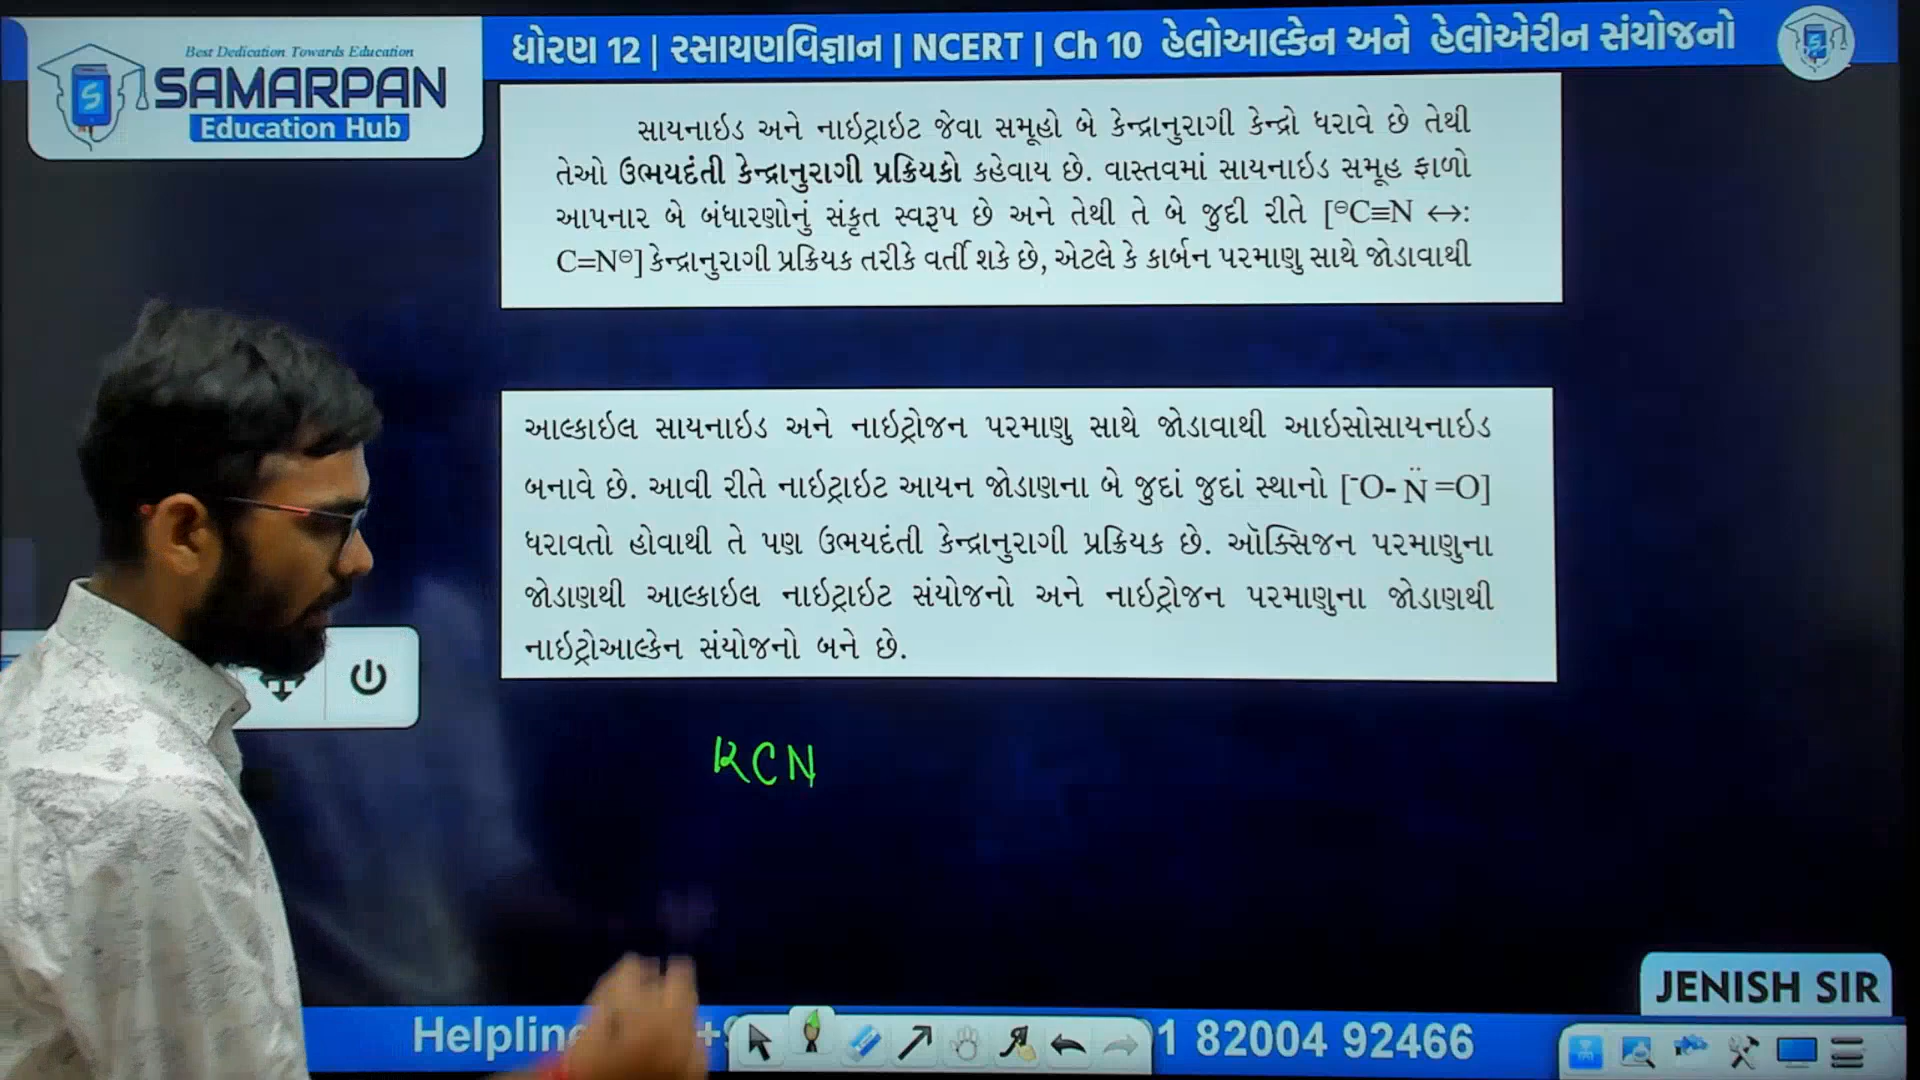 Best Dedication Towards Education
SAMARPAN
Education Hub
ધોરણ 12 | રસાયણવિજ્ઞાન | NCERT | Ch 10 હેલોઆલ્કેન અને હેલોએરીન સંયોજનો
સાયનાઇડ અને નાઇટ્રાઇટ જેવા સમૂહો બે કેન્દ્રાનુરાગી કેન્દ્રો ધરાવે છે તેથી
તેઓ ઉભયદંતી કેન્દ્રાનુરાગી પ્રક્રિયકો કહેવાય છે. વાસ્તવમાં સાયનાઇડ સમૂહ ફાળો
આપનાર બે બંધારણોનું સંસ્કૃત સ્વરૂપ છે અને તેથી તે બે જુદી રીતે [⊖C≡N ↔:
C=N⊖] કેન્દ્રાનુરાગી પ્રક્રિયક તરીકે વર્તી શકે છે, એટલે કે કાર્બન પરમાણુ સાથે જોડાવાથી
આલ્કાઇલ સાયનાઇડ અને નાઇટ્રોજન પરમાણુ સાથે જોડાવાથી આઇસોસાયનાઇડ
બનાવે છે. આવી રીતે નાઇટ્રાઇટ આયન જોડાણના બે જુદાં જુદાં સ્થાનો [⁻O-N̈=O]
ધરાવતો હોવાથી તે પણ ઉભયદંતી કેન્દ્રાનુરાગી પ્રક્રિયક છે. ઑક્સિજન પરમાણુના
જોડાણથી આલ્કાઇલ નાઇટ્રાઇટ સંયોજનો અને નાઇટ્રોજન પરમાણુના જોડાણથી
નાઇટ્રોઆલ્કેન સંયોજનો બને છે.
KCN
JENISH SIR
Helpline +9 1 82004 92466